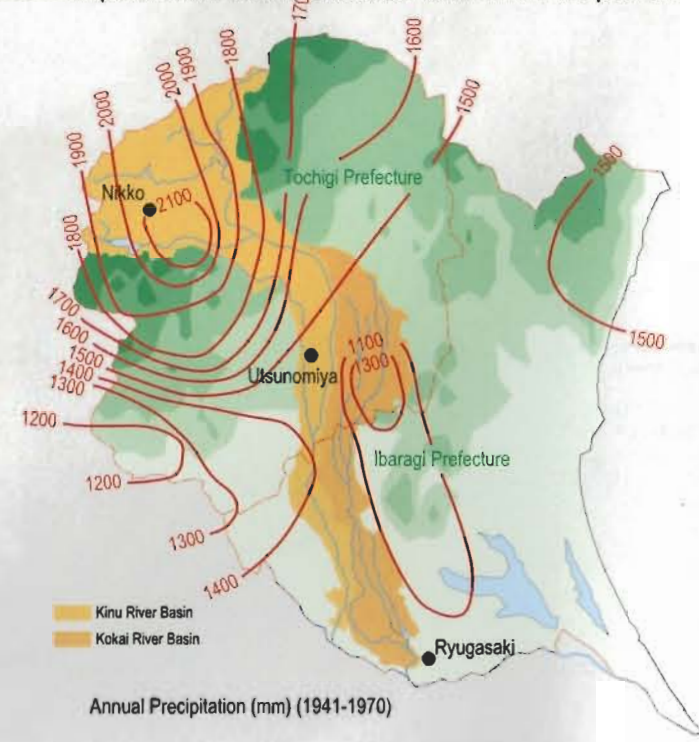 1700
1600
1800
1900
2000
2000
1500
1900
Nikko
2100
Tochigi Prefecture
1500
1800
1700
1600
1500
1400
1300
1100
1300
Utsunomiya
1500
1200
Ibaragi Prefecture
1200
1300
1400
Kinu River Basin
Kokai River Basin
Ryugasaki
Annual Precipitation (mm) (1941-1970)